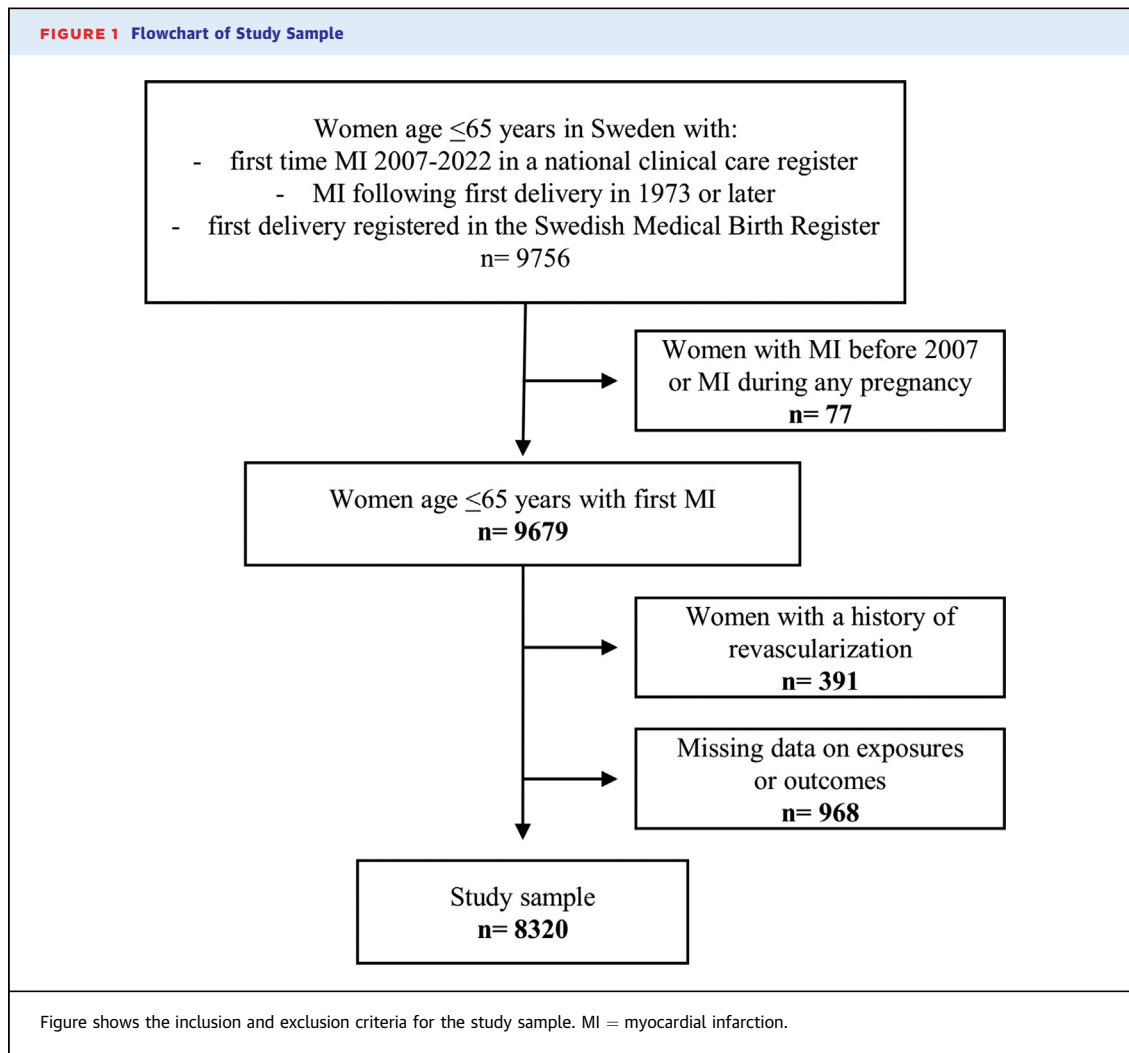 FIGURE 1 Flowchart of Study Sample
Women age ≤65 years in Sweden with:
- first time MI 2007-2022 in a national clinical care register
- MI following first delivery in 1973 or later
- first delivery registered in the Swedish Medical Birth Register
n= 9756
Women with MI before 2007
or MI during any pregnancy
n= 77
Women age ≤65 years with first MI
n= 9679
Women with a history of
revascularization
n= 391
Missing data on exposures
or outcomes
n= 968
Study sample
n= 8320
Figure shows the inclusion and exclusion criteria for the study sample. MI = myocardial infarction.